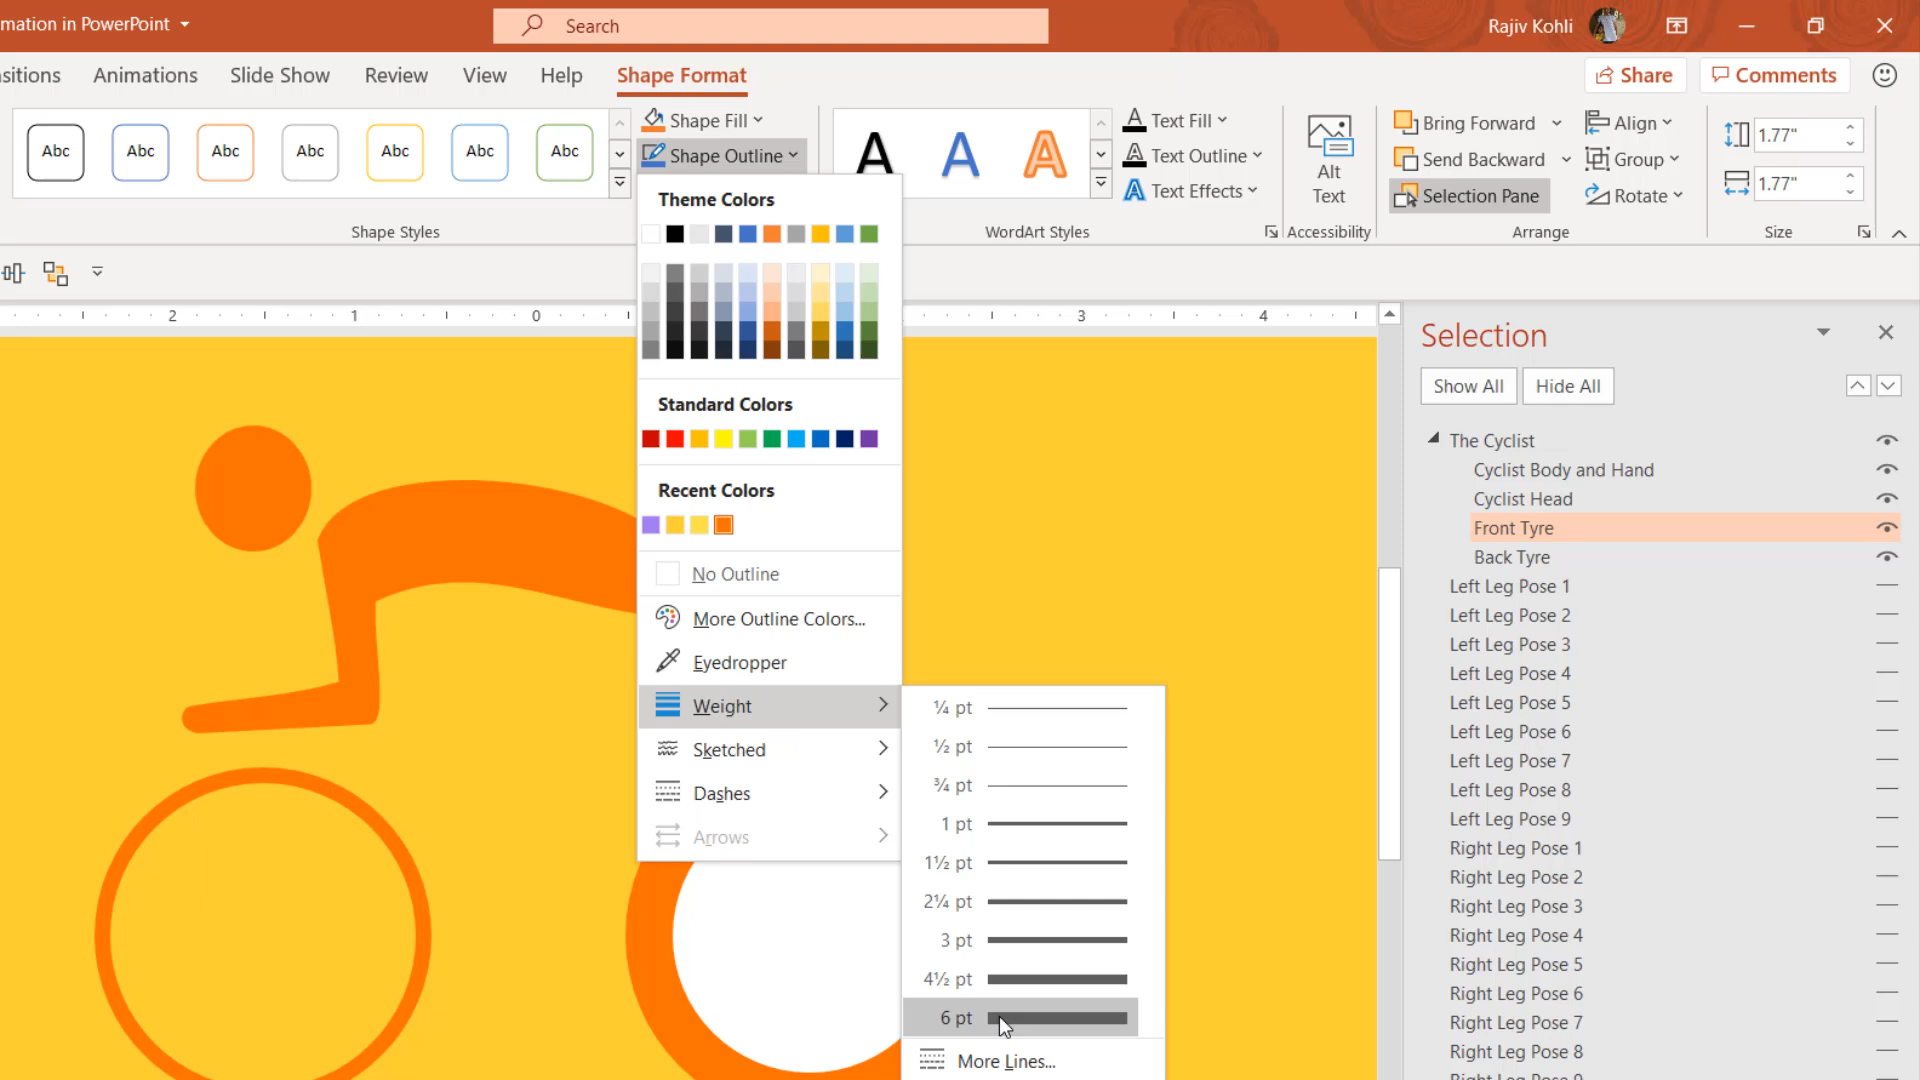 mation in PowerPoint
Search
Rajiv Kohli
sitions Animations Slide Show Review View Help Shape Format
Share Comments
Abc Abc Abc Abc Abc Abc Abc
Shape Styles
Shape Fill
Shape Outline
A A A
WordArt Styles
Text Fill
Text Outline
Text Effects
Alt
Text
Accessibility
Bring Forward
Send Backward
Selection Pane
Align
Group
Rotate
Arrange
1.77"
1.77"
Size
2 1 0 3 4
Theme Colors
Standard Colors
Recent Colors
No Outline
More Outline Colors...
Eyedropper
Weight
Sketched
Dashes
Arrows
¼ pt
½ pt
¾ pt
1 pt
1½ pt
2¼ pt
3 pt
4½ pt
6 pt
More Lines...
Selection
Show All Hide All
The Cyclist
Cyclist Body and Hand
Cyclist Head
Front Tyre
Back Tyre
Left Leg Pose 1
Left Leg Pose 2
Left Leg Pose 3
Left Leg Pose 4
Left Leg Pose 5
Left Leg Pose 6
Left Leg Pose 7
Left Leg Pose 8
Left Leg Pose 9
Right Leg Pose 1
Right Leg Pose 2
Right Leg Pose 3
Right Leg Pose 4
Right Leg Pose 5
Right Leg Pose 6
Right Leg Pose 7
Right Leg Pose 8